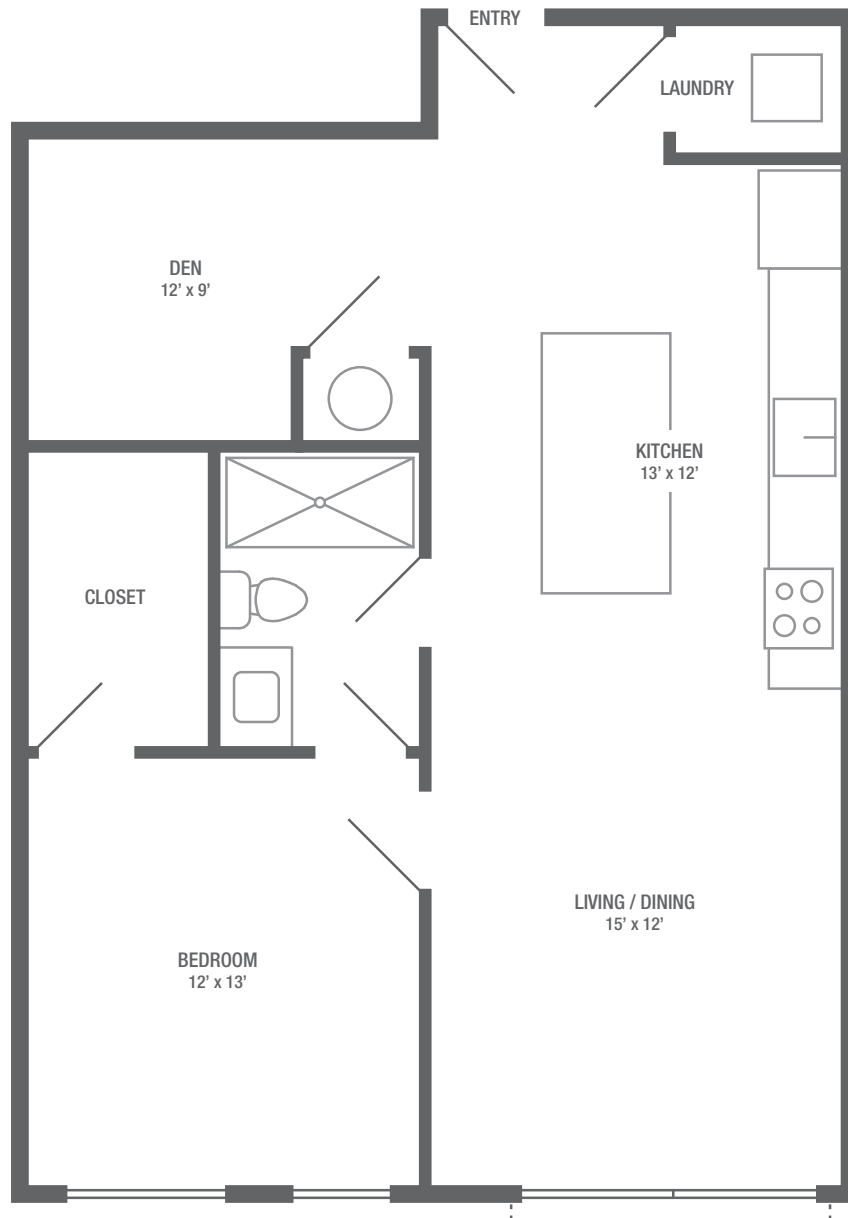 ENTRY
LAUNDRY
DEN
12’ x 9’
KITCHEN
13’ x 12’
CLOSET
LIVING / DINING
15’ x 12’
BEDROOM
12’ x 13’